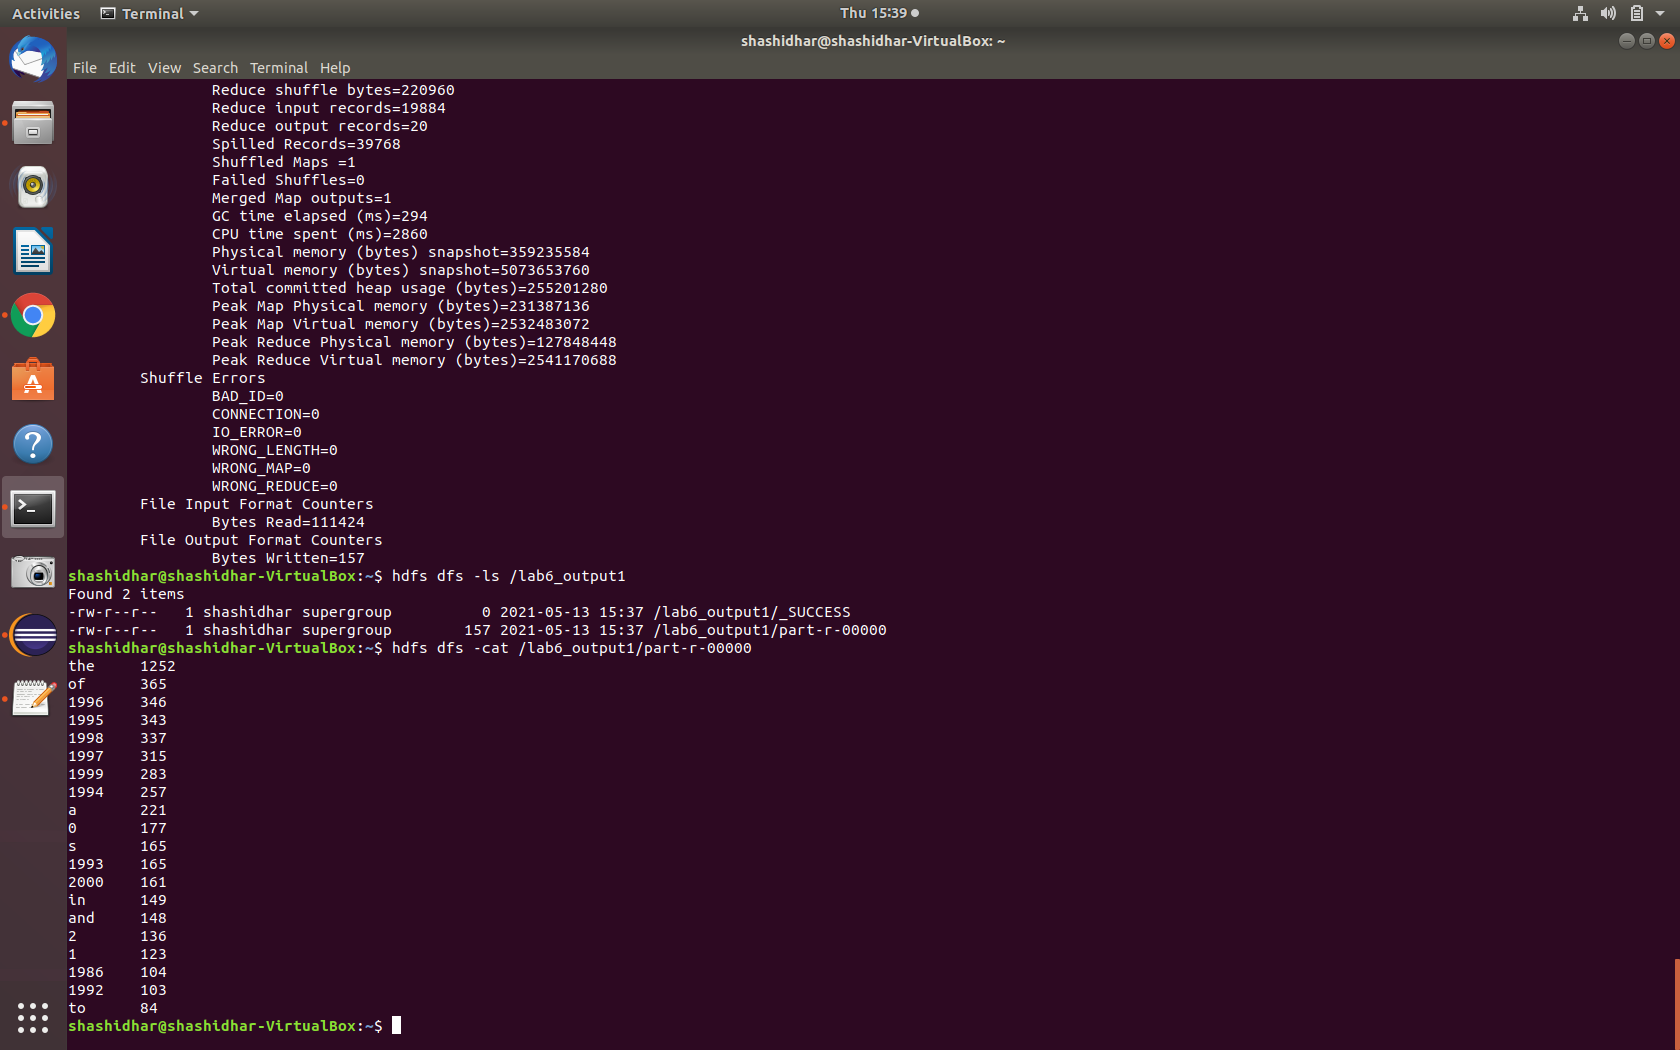 Activities Terminal Thu 15:39
shashidhar@shashidhar-VirtualBox: ~
File Edit View Search Terminal Help
Reduce shuffle bytes=220960
Reduce input records=19884
Reduce output records=20
Spilled Records=39768
Shuffled Maps =1
Failed Shuffles=0
Merged Map outputs=1
GC time elapsed (ms)=294
CPU time spent (ms)=2860
Physical memory (bytes) snapshot=359235584
Virtual memory (bytes) snapshot=5073653760
Total committed heap usage (bytes)=255201280
Peak Map Physical memory (bytes)=231387136
Peak Map Virtual memory (bytes)=2532483072
Peak Reduce Physical memory (bytes)=127848448
Peak Reduce Virtual memory (bytes)=2541170688
Shuffle Errors
BAD_ID=0
CONNECTION=0
IO_ERROR=0
WRONG_LENGTH=0
WRONG_MAP=0
WRONG_REDUCE=0
File Input Format Counters
Bytes Read=111424
File Output Format Counters
Bytes Written=157
shashidhar@shashidhar-VirtualBox:~$ hdfs dfs -ls /lab6_output1
Found 2 items
-rw-r--r-- 1 shashidhar supergroup 0 2021-05-13 15:37 /lab6_output1/_SUCCESS
-rw-r--r-- 1 shashidhar supergroup 157 2021-05-13 15:37 /lab6_output1/part-r-00000
shashidhar@shashidhar-VirtualBox:~$ hdfs dfs -cat /lab6_output1/part-r-00000
the 1252
of 365
1996 346
1995 343
1998 337
1997 315
1999 283
1994 257
a 221
0 177
s 165
1993 165
2000 161
in 149
and 148
2 136
1 123
1986 104
1992 103
to 84
shashidhar@shashidhar-VirtualBox:~$